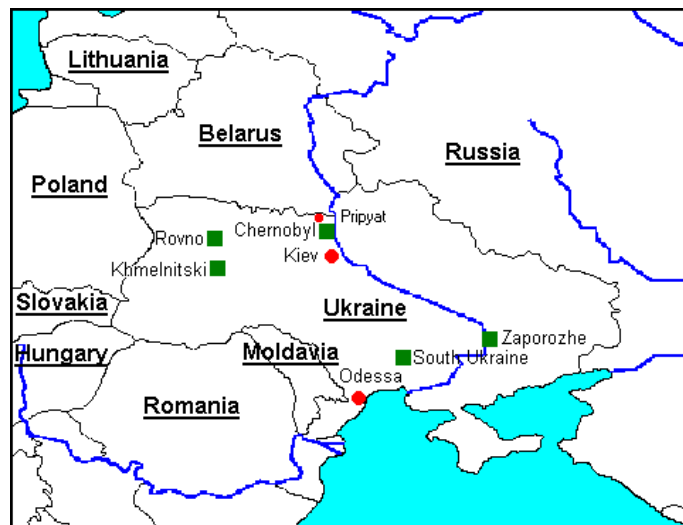 Lithuania
Belarus
Russia
Poland
Pripyat
Chernobyl
Rovno
Kiev
Khmelnitski
Slovakia
Ukraine
Zaporozhe
Hungary
Moldavia
South Ukraine
Odessa
Romania